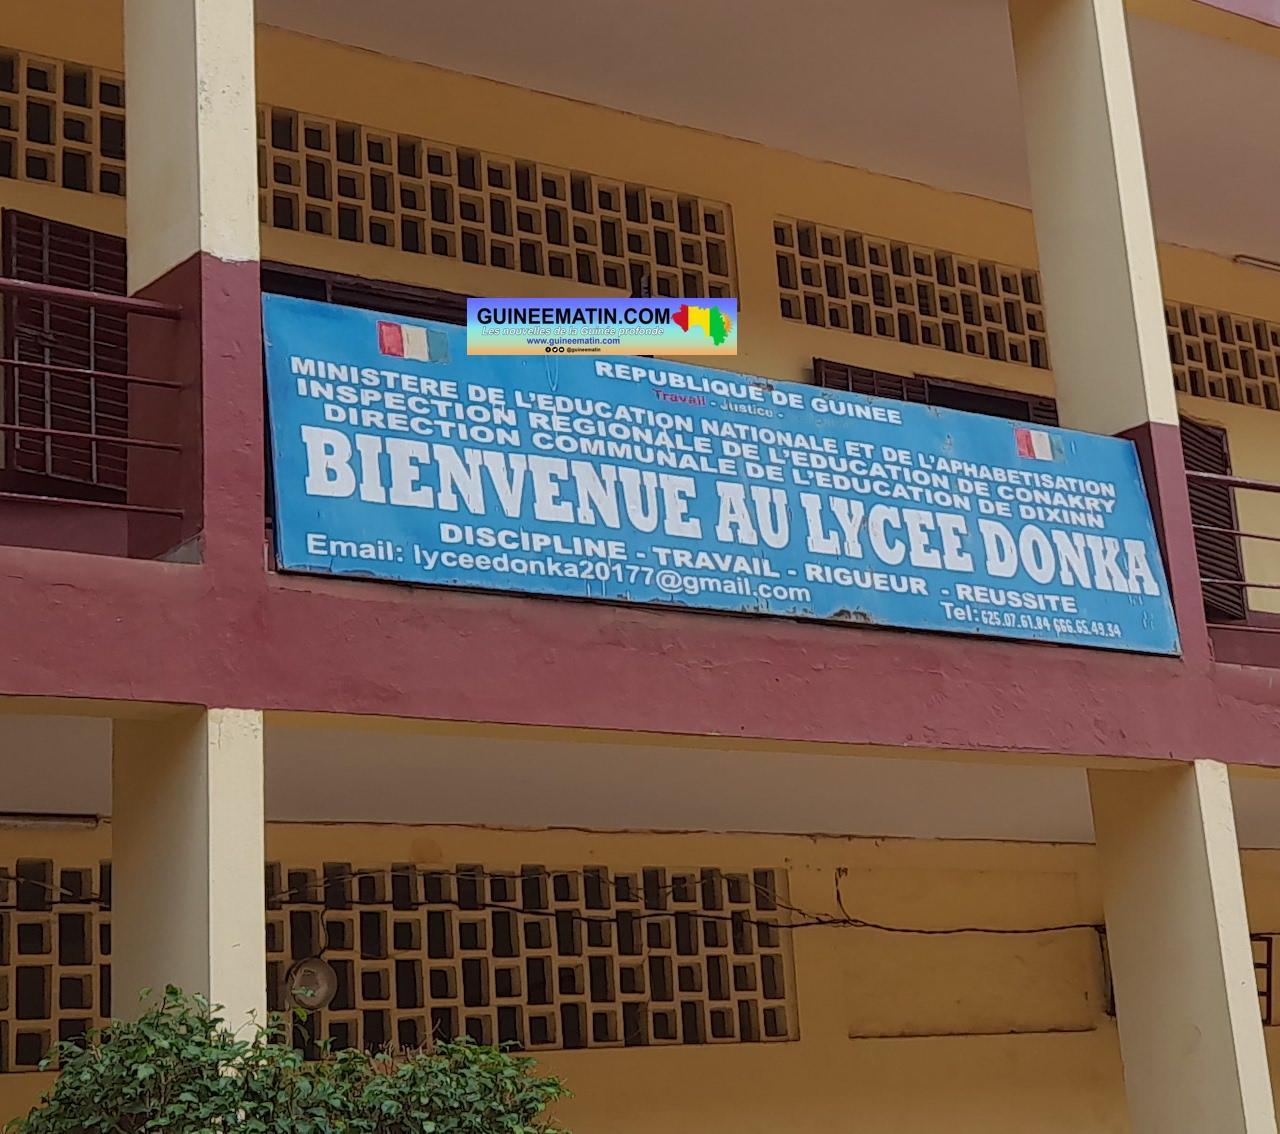 GUINEEMATIN.COM
Les nouvelles de la Guinée profonde
www.guineematin.com
@guineematin
REPUBLIQUE DE GUINEE
Travail - Justice -
MINISTERE DE L'EDUCATION NATIONALE ET DE L'APHABETISATION
INSPECTION REGIONALE DE L'EDUCATION DE CONAKRY
DIRECTION COMMUNALE DE L'EDUCATION DE DIXINN
BIENVENUE AU LYCEE DONKA
DISCIPLINE - TRAVAIL - RIGUEUR - REUSSITE
Email: lyceedonka20177@gmail.com
Tel: 625.07.61.84 666.65.49.34